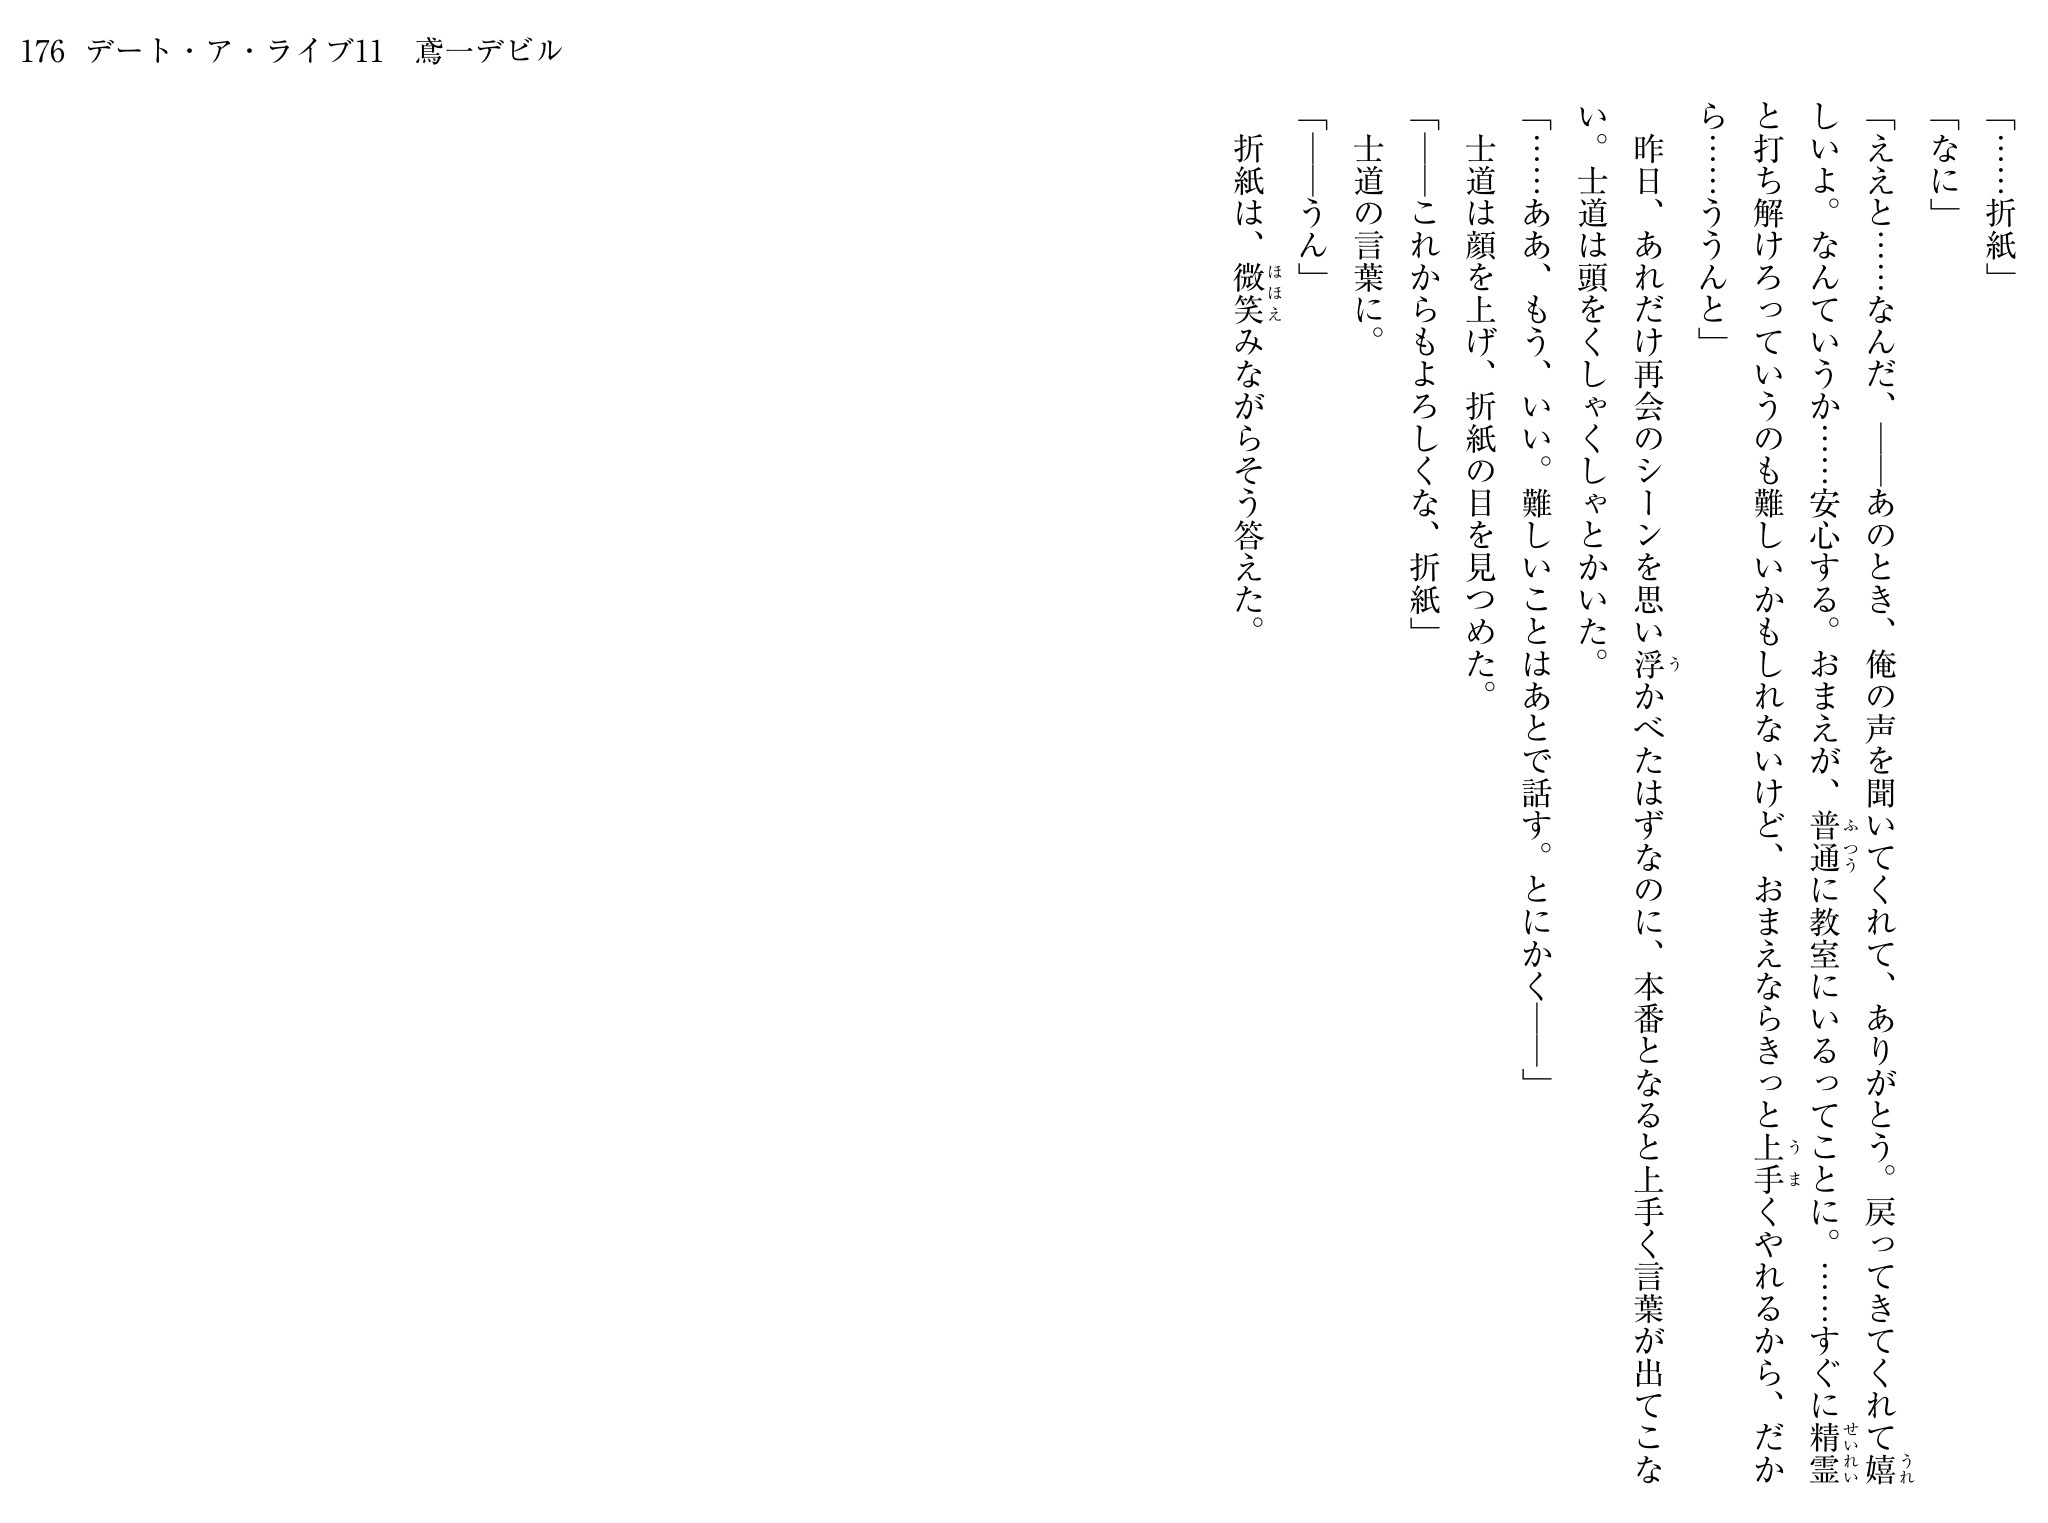 176 デート・ア・ライブ11　鳶一デビル
「……折紙」
「なに」
「ええと……なんだ、――あのとき、俺の声を聞いてくれて、ありがとう。戻ってきてくれて嬉
しいよ。なんていうか……安心する。おまえが、普通に教室にいるってことに。……すぐに精霊
と打ち解けろっていうのも難しいかもしれないけど、おまえならきっと上手くやれるから、だか
ら……ううんと」
　昨日、あれだけ再会のシーンを思い浮かべたはずなのに、本番となると上手く言葉が出てこな
い。士道は頭をくしゃくしゃとかいた。
「……ああ、もう、いい。難しいことはあとで話す。とにかく――」
　士道は顔を上げ、折紙の目を見つめた。
「――これからもよろしくな、折紙」
　士道の言葉に。
「――うん」
　折紙は、微笑みながらそう答えた。